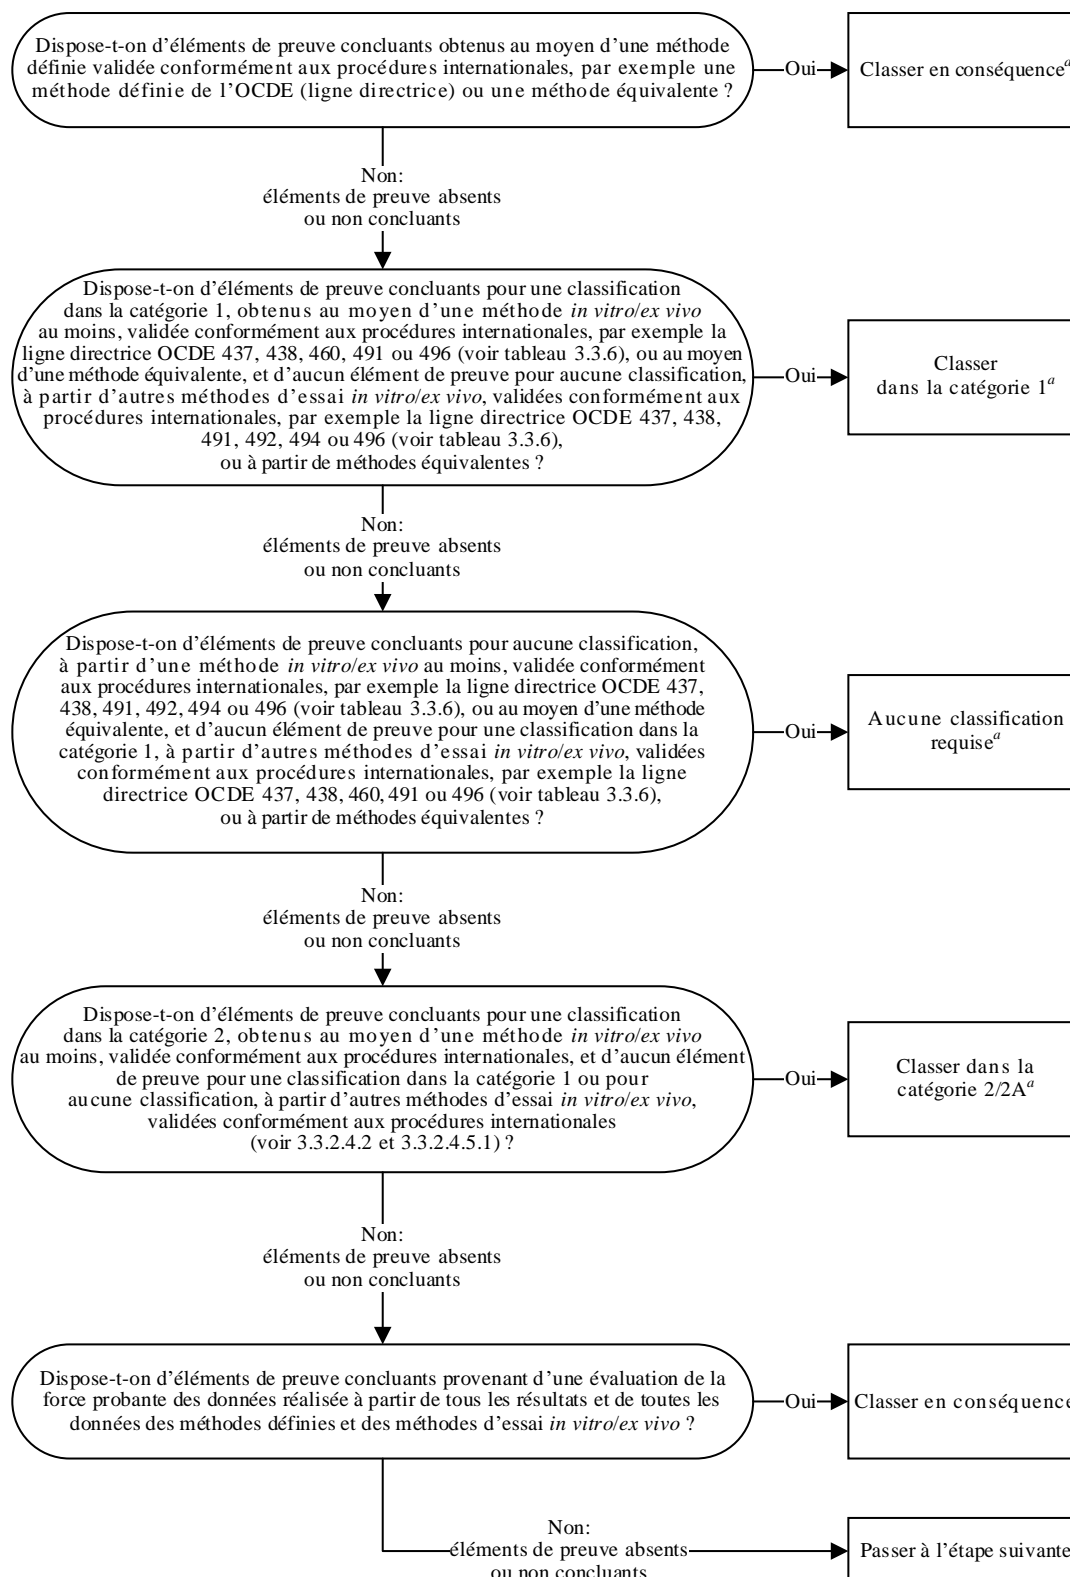 Dispose-t-on d'éléments de preuve concluants obtenus au moyen d'une méthode
définie validée conformément aux procédures internationales, par exemple une
méthode définie de l'OCDE (ligne directrice) ou une méthode équivalente ?
Oui
Classer en conséquence^a
Non:
éléments de preuve absents
ou non concluants
Dispose-t-on d'éléments de preuve concluants pour une classification
dans la catégorie 1, obtenus au moyen d'une méthode in vitro/ex vivo
au moins, validée conformément aux procédures internationales, par exemple la
ligne directrice OCDE 437, 438, 460, 491 ou 496 (voir tableau 3.3.6), ou au moyen
d'une méthode équivalente, et d'aucun élément de preuve pour aucune classification,
à partir d'autres méthodes d'essai in vitro/ex vivo, validées conformément aux
procédures internationales, par exemple la ligne directrice OCDE 437, 438,
491, 492, 494 ou 496 (voir tableau 3.3.6),
ou à partir de méthodes équivalentes ?
Oui
Classer
dans la catégorie 1^a
Non:
éléments de preuve absents
ou non concluants
Dispose-t-on d'éléments de preuve concluants pour aucune classification,
à partir d'une méthode in vitro/ex vivo au moins, validée conformément
aux procédures internationales, par exemple la ligne directrice OCDE 437,
438, 491, 492, 494 ou 496 (voir tableau 3.3.6), ou au moyen d'une méthode
équivalente, et d'aucun élément de preuve pour une classification dans la
catégorie 1, à partir d'autres méthodes d'essai in vitro/ex vivo, validées
conformément aux procédures internationales, par exemple la ligne
directrice OCDE 437, 438, 460, 491 ou 496 (voir tableau 3.3.6),
ou à partir de méthodes équivalentes ?
Oui
Aucune classification
requise^a
Non:
éléments de preuve absents
ou non concluants
Dispose-t-on d'éléments de preuve concluants pour une classification
dans la catégorie 2, obtenus au moyen d'une méthode in vitro/ex vivo
au moins, validée conformément aux procédures internationales, et d'aucun élément
de preuve pour une classification dans la catégorie 1 ou pour
aucune classification, à partir d'autres méthodes d'essai in vitro/ex vivo,
validées conformément aux procédures internationales
(voir 3.3.2.4.2 et 3.3.2.4.5.1) ?
Oui
Classer dans la
catégorie 2/2A^a
Non:
éléments de preuve absents
ou non concluants
Dispose-t-on d'éléments de preuve concluants provenant d'une évaluation de la
force probante des données réalisée à partir de tous les résultats et de toutes les
données des méthodes définies et des méthodes d'essai in vitro/ex vivo ?
Oui
Classer en conséquence
Non:
éléments de preuve absents
ou non concluants
Passer à l'étape suivante